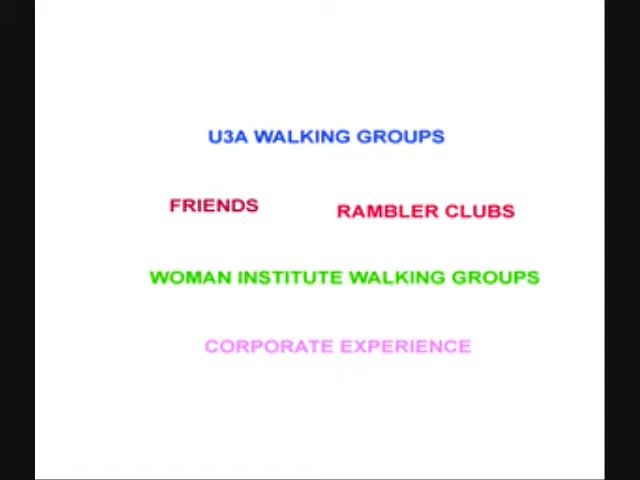 U3A WALKING GROUPS
FRIENDS
RAMBLER CLUBS
WOMAN INSTITUTE WALKING GROUPS
CORPORATE EXPERIENCE